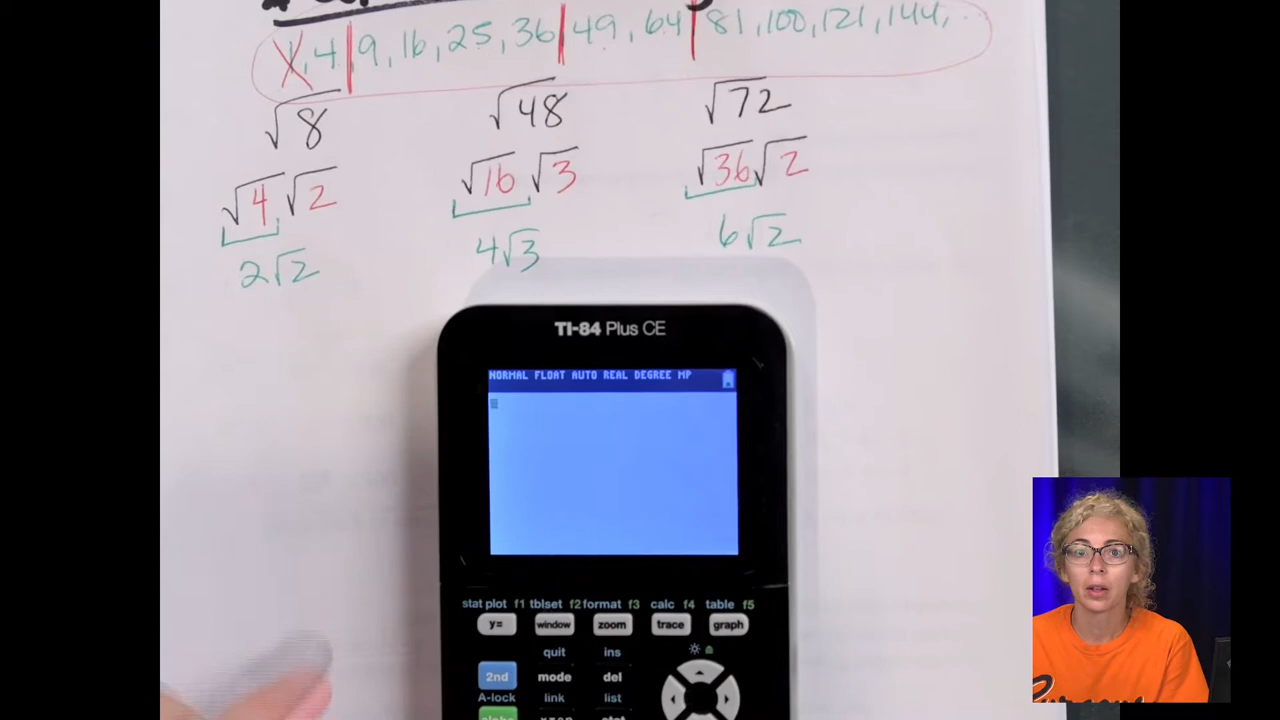 1, 4, 9, 16, 25, 36, 49, 64, 81, 100, 121, 144, ...
√8 √48 √72
√4 √2 √16 √3 √36 √2
2√2 4√3 6√2
TI-84 Plus CE
NORMAL FLOAT AUTO REAL DEGREE MP
stat plot f1 tblset f2 format f3 calc f4 table f5
y= window zoom trace graph
quit ins
2nd mode del
A-lock link list
alpha